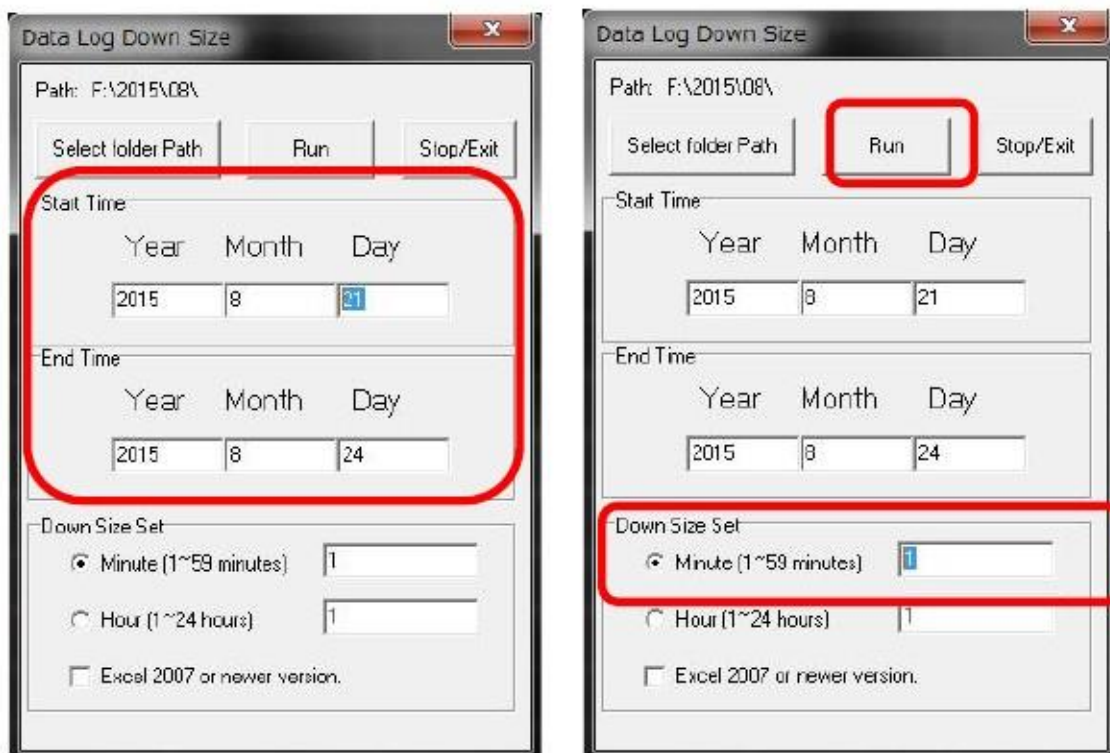 Data Log Down Size
Path: F:\2015\08\
Select folder Path Run Stop/Exit
Start Time
Year Month Day
2015 8 21
End Time
Year Month Day
2015 8 24
Down Size Set
Minute (1~59 minutes) 1
Hour (1~24 hours) 1
Excel 2007 or newer version.
Data Log Down Size
Path: F:\2015\08\
Select folder Path Run Stop/Exit
Start Time
Year Month Day
2015 8 21
End Time
Year Month Day
2015 8 24
Down Size Set
Minute (1~59 minutes) 1
Hour (1~24 hours) 1
Excel 2007 or newer version.